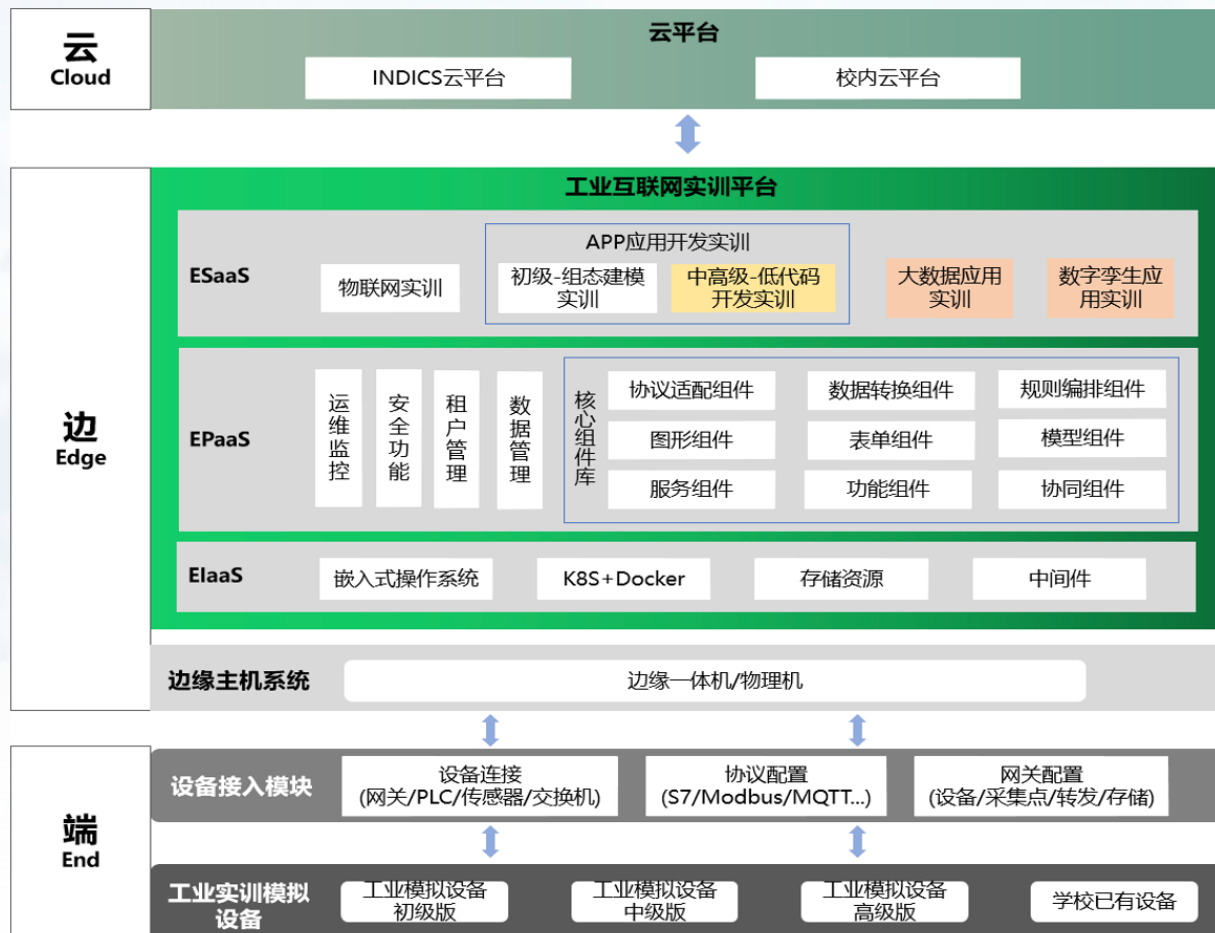 云
Cloud
云平台
INDICS云平台
校内云平台
边
Edge
工业互联网实训平台
ESaaS
物联网实训
APP应用开发实训
初级-组态建模
实训
中高级-低代码
开发实训
大数据应用
实训
数字孪生应
用实训
EPaaS
运维监控
安全功能
租户管理
数据管理
核心组件库
协议适配组件
数据转换组件
规则编排组件
图形组件
表单组件
模型组件
服务组件
功能组件
协同组件
EIaaS
嵌入式操作系统
K8S+Docker
存储资源
中间件
边缘主机系统
边缘一体机/物理机
端
End
设备接入模块
设备连接
(网关/PLC/传感器/交换机)
协议配置
(S7/Modbus/MQTT...)
网关配置
(设备/采集点/转发/存储)
工业实训模拟
设备
工业模拟设备
初级版
工业模拟设备
中级版
工业模拟设备
高级版
学校已有设备